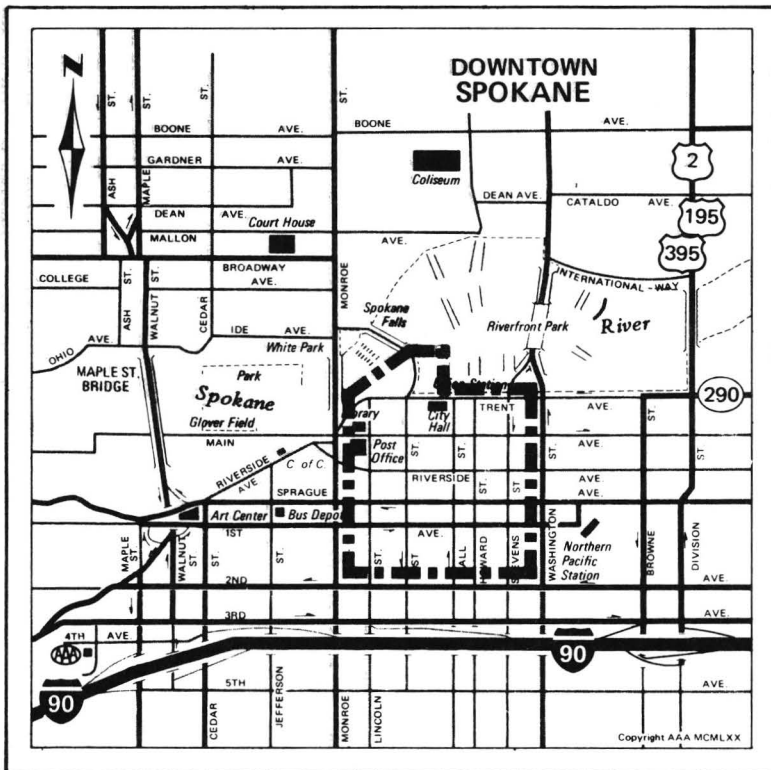 DOWNTOWN
SPOKANE
N
ST.
ST.
ST.
ST.
BOONE AVE.
BOONE AVE.
GARDNER AVE.
ASH
MAPLE
Coliseum
2
DEAN AVE.
CATALDO AVE.
DEAN AVE.
Court House
195
MALLON AVE.
395
COLLEGE
BROADWAY
AVE.
MONROE
INTERNATIONAL - WAY
ST.
ST.
ASH
WALNUT
CEDAR
Spokane
Falls
Riverfront Park
River
IDE AVE.
OHIO AVE.
White Park
MAPLE ST.
BRIDGE
Park
Spokane
Station
290
Glover Field
TRENT AVE.
City
Hall
MAIN
AVE.
Post
Office
RIVERSIDE
AVE
C of C.
RIVERSIDE AVE.
SPRAGUE AVE.
Art Center
Bus Depot
1ST AVE.
Northern
Pacific
Station
MAPLE
ST
WALNUT
ST
ST.
ST.
ST.
ST
HOWARD
ST.
STEVENS
ST
WASHINGTON
BROWNE
ST.
DIVISION
ST
2ND AVE.
3RD AVE.
4TH AVE.
AAA
90
90
5TH AVE.
CEDAR
JEFFERSON
MONROE
LINCOLN
Copyright AAA MCMLXX